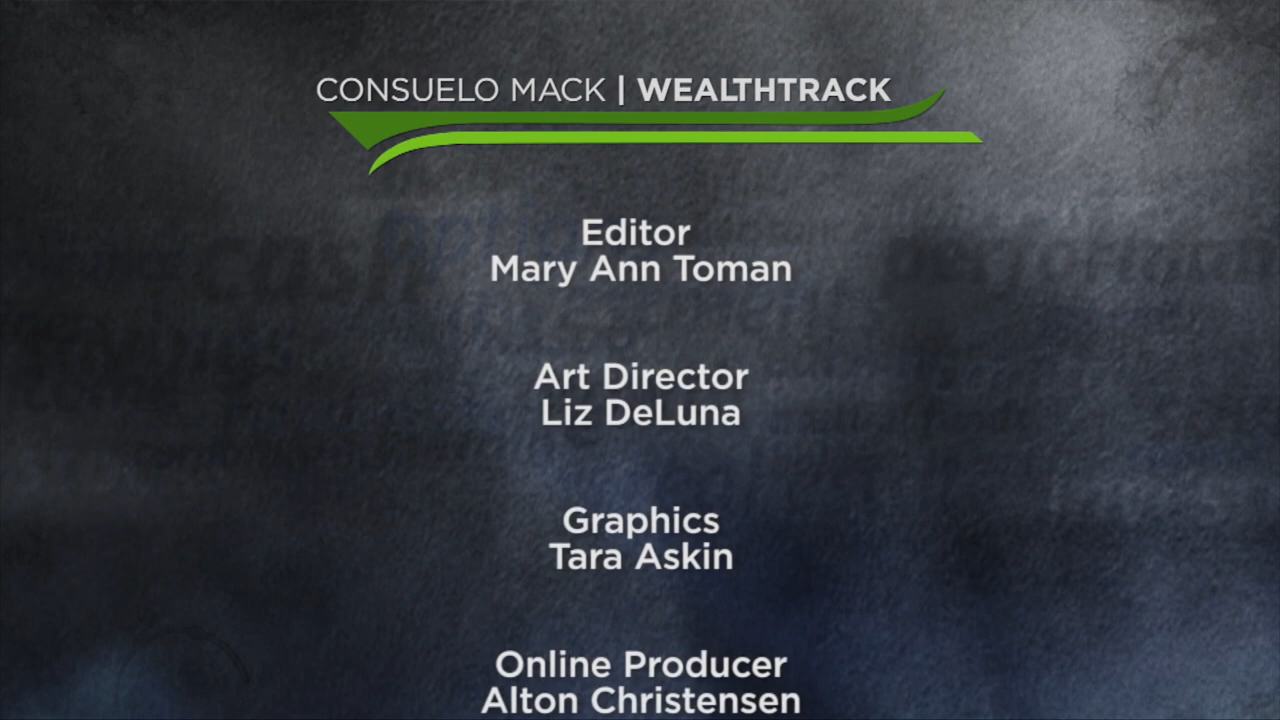 CONSUELO MACK | WEALTHTRACK
Editor
Mary Ann Toman
Art Director
Liz DeLuna
Graphics
Tara Askin
Online Producer
Alton Christensen